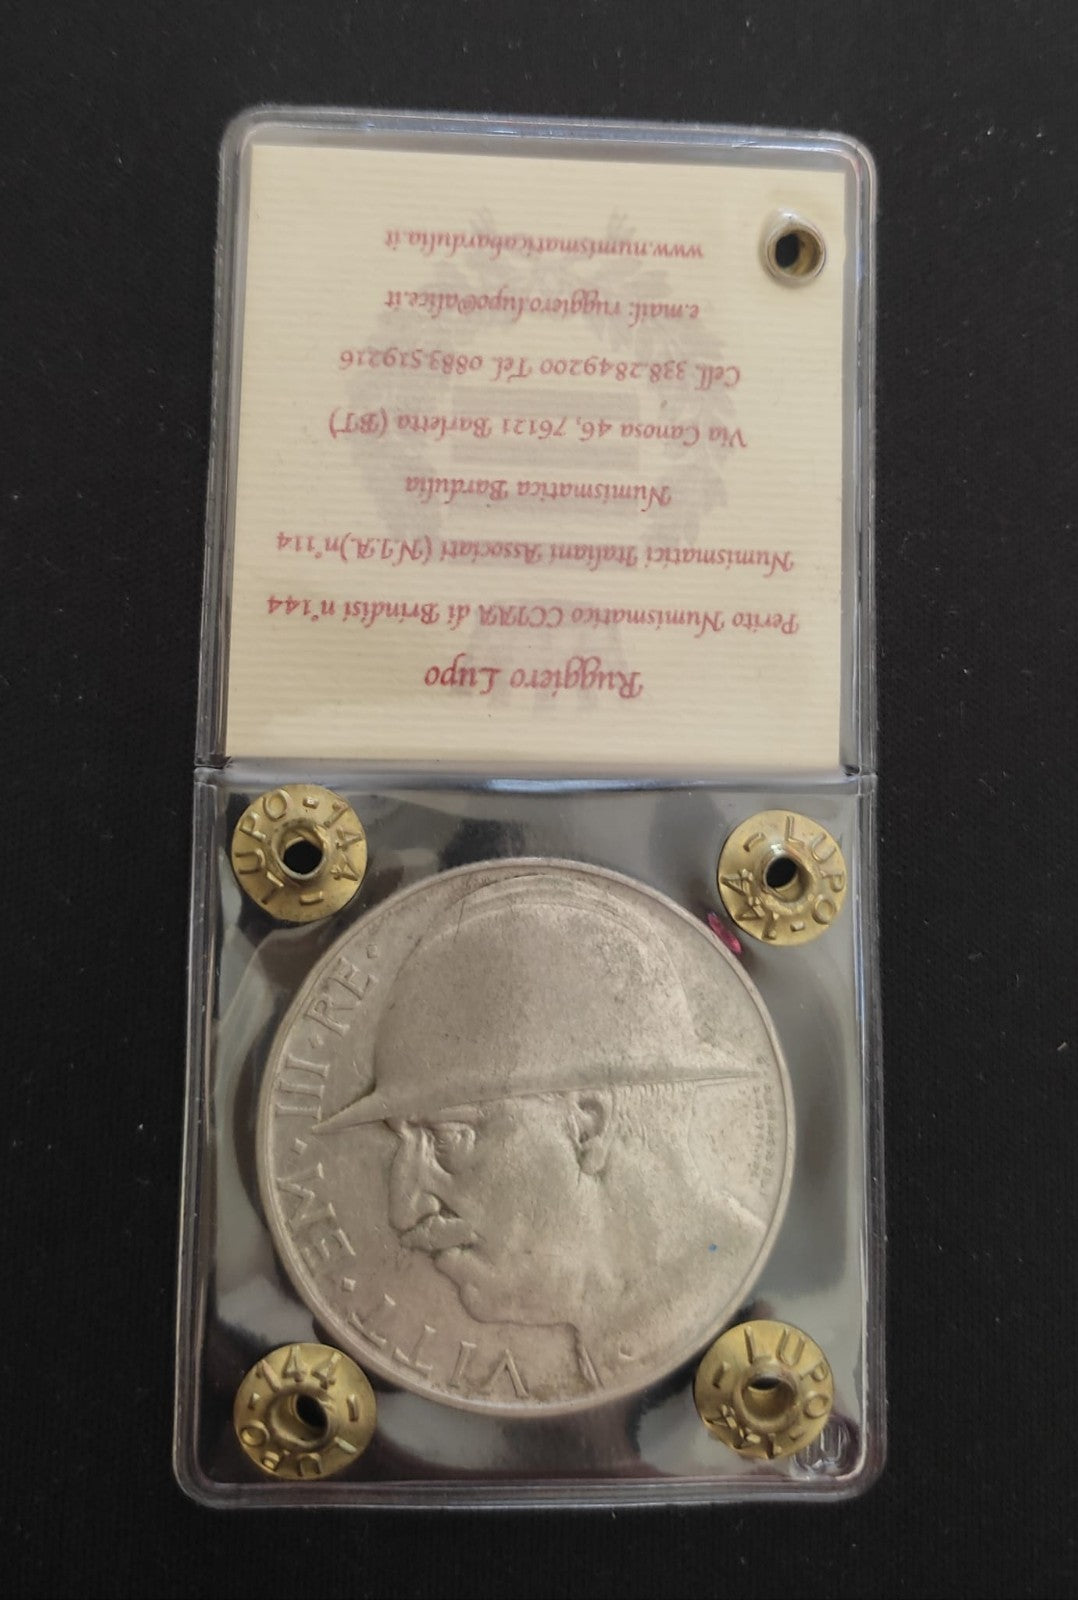 Ruggiero Lupo
Perito Numismatico CCIAA di Brindisi n°144
Numismatici Italiani Associati (N.I.A.)n°114
Numismatica Bardulia
Via Canosa 46, 76121 Barletta (BT)
Cell. 338.2849200 Tel. 0883.519216
e.mail: ruggiero.lupo@alice.it
www.numismaticabardulia.it
LUPO-144-
-LUPO-144
VITT·EM·III·RE·
UPO-144-
-LUPO-144